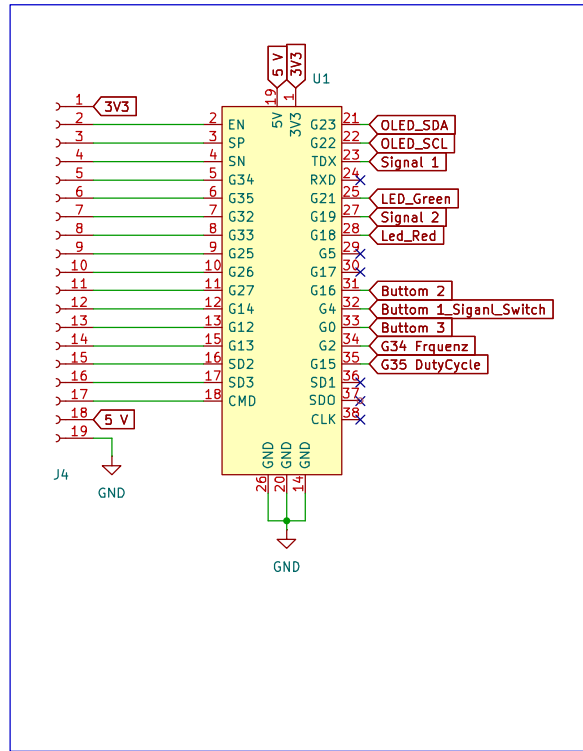 5 V
3V3
U1
19
1
5V
3V3
1 3V3
2 2 EN G23 21 OLED_SDA
3 3 SP G22 22 OLED_SCL
4 4 SN TDX 23 Signal 1
5 5 G34 RXD 24
6 6 G35 G21 25 LED_Green
7 7 G32 G19 27 Signal 2
8 8 G33 G18 28 Led_Red
9 9 G25 G5 29
10 10 G26 G17 30
11 11 G27 G16 31 Buttom 2
12 12 G14 G4 32 Buttom 1_Siganl_Switch
13 13 G12 G0 33 Buttom 3
14 15 G13 G2 34 G34 Frquenz
15 16 SD2 G15 35 G35 DutyCycle
16 17 SD3 SD1 36
17 18 CMD SDO 37
18 5 V CLK 38
19
GND GND GND
J4
26 20 14
GND
GND